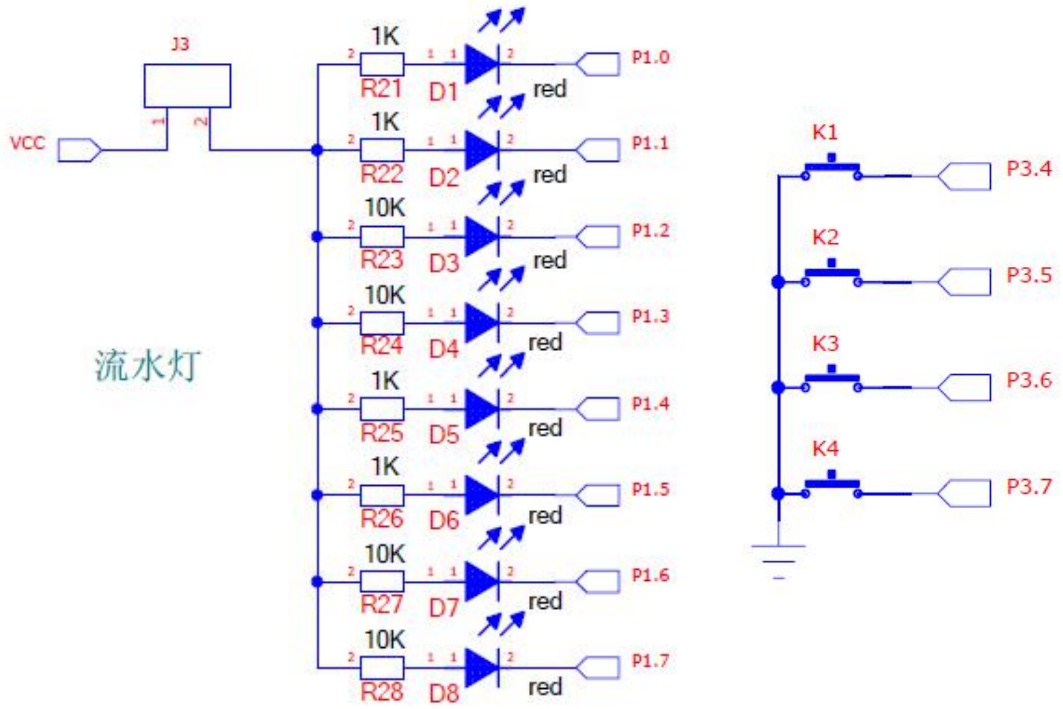 J3
1
2
VCC
流水灯
1K
2 R21 1 1 D1 2 red P1.0
1K
2 R22 1 1 D2 2 red P1.1
10K
2 R23 1 1 D3 2 red P1.2
10K
2 R24 1 1 D4 2 red P1.3
1K
2 R25 1 1 D5 2 red P1.4
1K
2 R26 1 1 D6 2 red P1.5
10K
2 R27 1 1 D7 2 red P1.6
10K
2 R28 1 1 D8 2 red P1.7
K1
P3.4
K2
P3.5
K3
P3.6
K4
P3.7